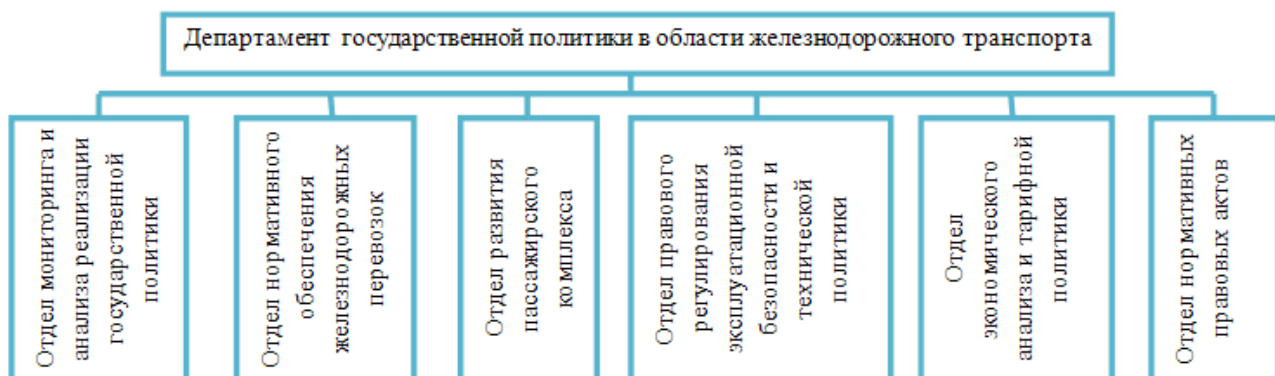 Департамент государственной политики в области железнодорожного транспорта
Отдел мониторинга и
анализа реализации
государственной
политики
Отдел нормативного
обеспечения
железнодорожных
перевозок
Отдел развития
пассажирского
комплекса
Отдел правового
регулирования
эксплуатационной
безопасности и
технической
политики
Отдел
экономического
анализа и тарифной
политики
Отдел нормативных
правовых актов